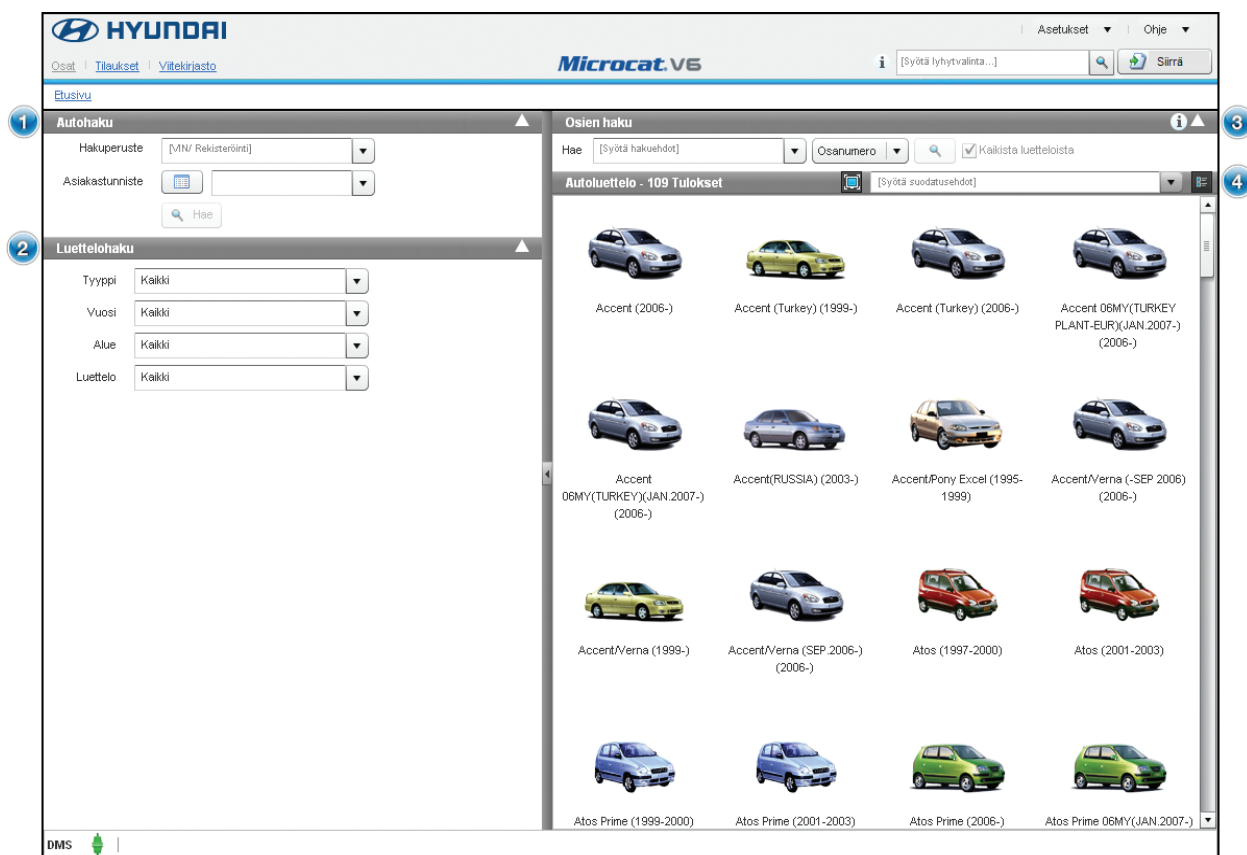 HYUNDAI
Asetukset ▼ | Ohje ▼
Osat | Tilaukset | Viitekirjasto
Microcat. V6
i [Syötä lyhytvalinta...] Siirrä
Etusivu
1 Autohaku
Hakuperuste [VIN/ Rekisteröinti]
Asiakastunniste
Hae
2 Luettelohaku
Tyyppi Kaikki
Vuosi Kaikki
Alue Kaikki
Luettelo Kaikki
Osien haku i 3
Hae [Syötä hakuehdot] Osanumero Kaikista luetteloista
Autoluettelo - 109 Tulokset [Syötä suodatusehdot] 4
Accent (2006-)
Accent (Turkey) (1999-)
Accent (Turkey) (2006-)
Accent 06MY(TURKEY
PLANT-EUR)(JAN.2007-)
(2006-)
Accent
06MY(TURKEY)(JAN.2007-)
(2006-)
Accent(RUSSIA) (2003-)
Accent/Pony Excel (1995-
1999)
Accent/Verna (-SEP 2006)
(2006-)
Accent/Verna (1999-)
Accent/Verna (SEP.2006-)
(2006-)
Atos (1997-2000)
Atos (2001-2003)
Atos Prime (1999-2000)
Atos Prime (2001-2003)
Atos Prime (2006-)
Atos Prime 06MY(JAN.2007-)
DMS